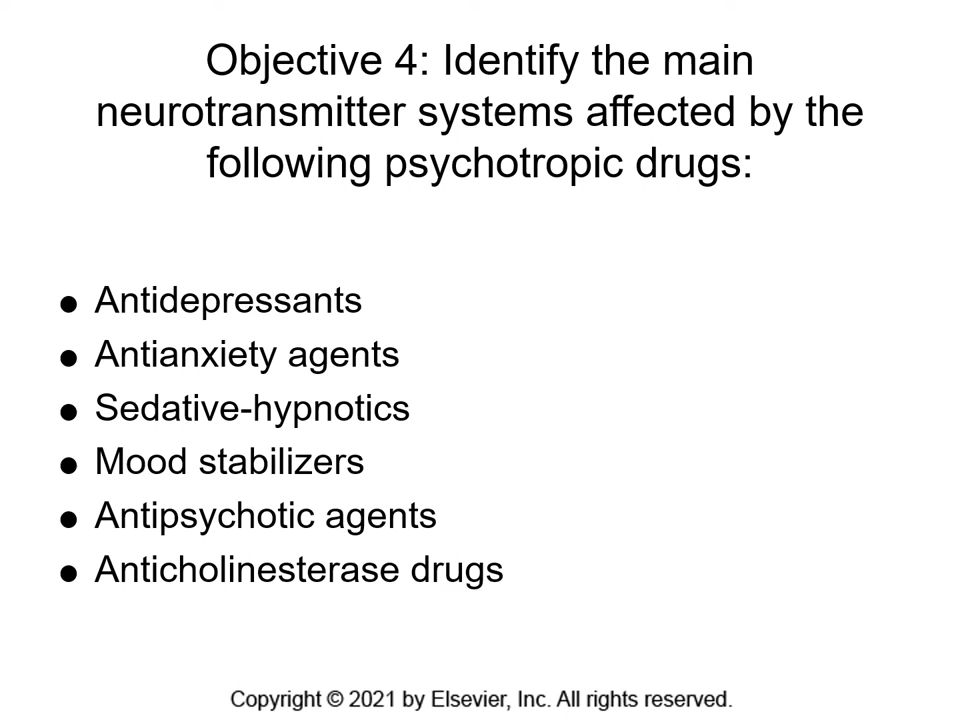 Objective 4: Identify the main
neurotransmitter systems affected by the
following psychotropic drugs:
● Antidepressants
● Antianxiety agents
● Sedative-hypnotics
● Mood stabilizers
● Antipsychotic agents
● Anticholinesterase drugs
Copyright © 2021 by Elsevier, Inc. All rights reserved.